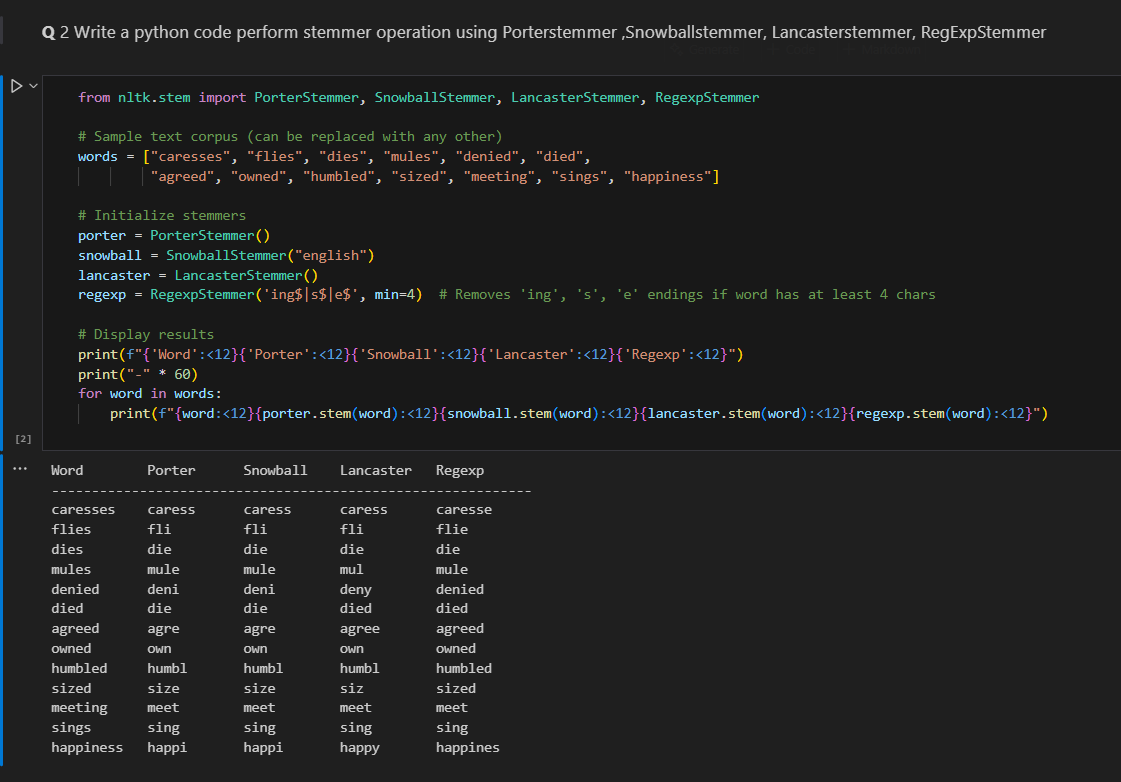 Q 2 Write a python code perform stemmer operation using Porterstemmer ,Snowballstemmer, Lancasterstemmer, RegExpStemmer
from nltk.stem import PorterStemmer, SnowballStemmer, LancasterStemmer, RegexpStemmer
# Sample text corpus (can be replaced with any other)
words = ["caresses", "flies", "dies", "mules", "denied", "died",
"agreed", "owned", "humbled", "sized", "meeting", "sings", "happiness"]
# Initialize stemmers
porter = PorterStemmer()
snowball = SnowballStemmer("english")
lancaster = LancasterStemmer()
regexp = RegexpStemmer('ing$|s$|e$', min=4)  # Removes 'ing', 's', 'e' endings if word has at least 4 chars
# Display results
print(f"{'Word':<12}{'Porter':<12}{'Snowball':<12}{'Lancaster':<12}{'Regexp':<12}")
print("-" * 60)
for word in words:
print(f"{word:<12}{porter.stem(word):<12}{snowball.stem(word):<12}{lancaster.stem(word):<12}{regexp.stem(word):<12}")
[2]
... Word Porter Snowball Lancaster Regexp
------------------------------------------------------------
caresses caress caress caress caresse
flies fli fli fli flie
dies die die die die
mules mule mule mul mule
denied deni deni deny denied
died die die died died
agreed agre agre agree agreed
owned own own own owned
humbled humbl humbl humbl humbled
sized size size siz sized
meeting meet meet meet meet
sings sing sing sing sing
happiness happi happi happy happines